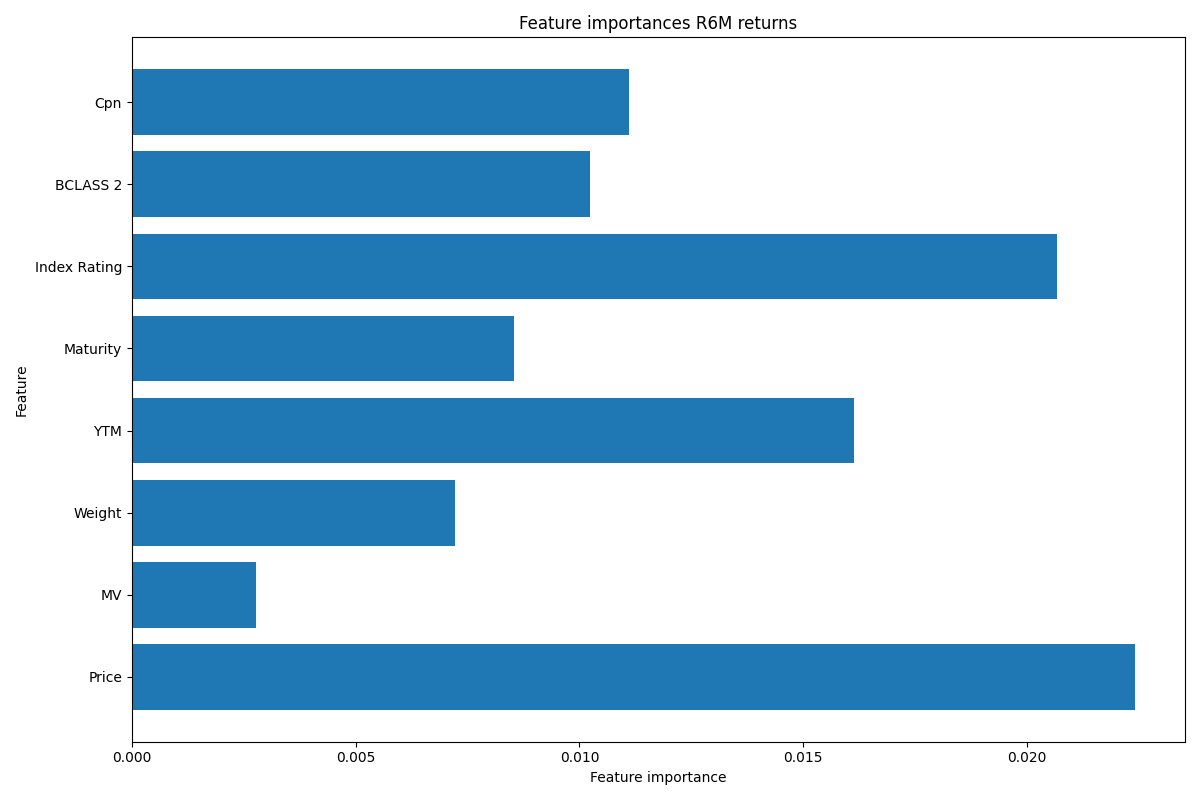 Feature importances R6M returns
Cpn
BCLASS 2
Index Rating
Maturity
YTM
Weight
MV
Price
Feature
0.000 0.005 0.010 0.015 0.020
Feature importance